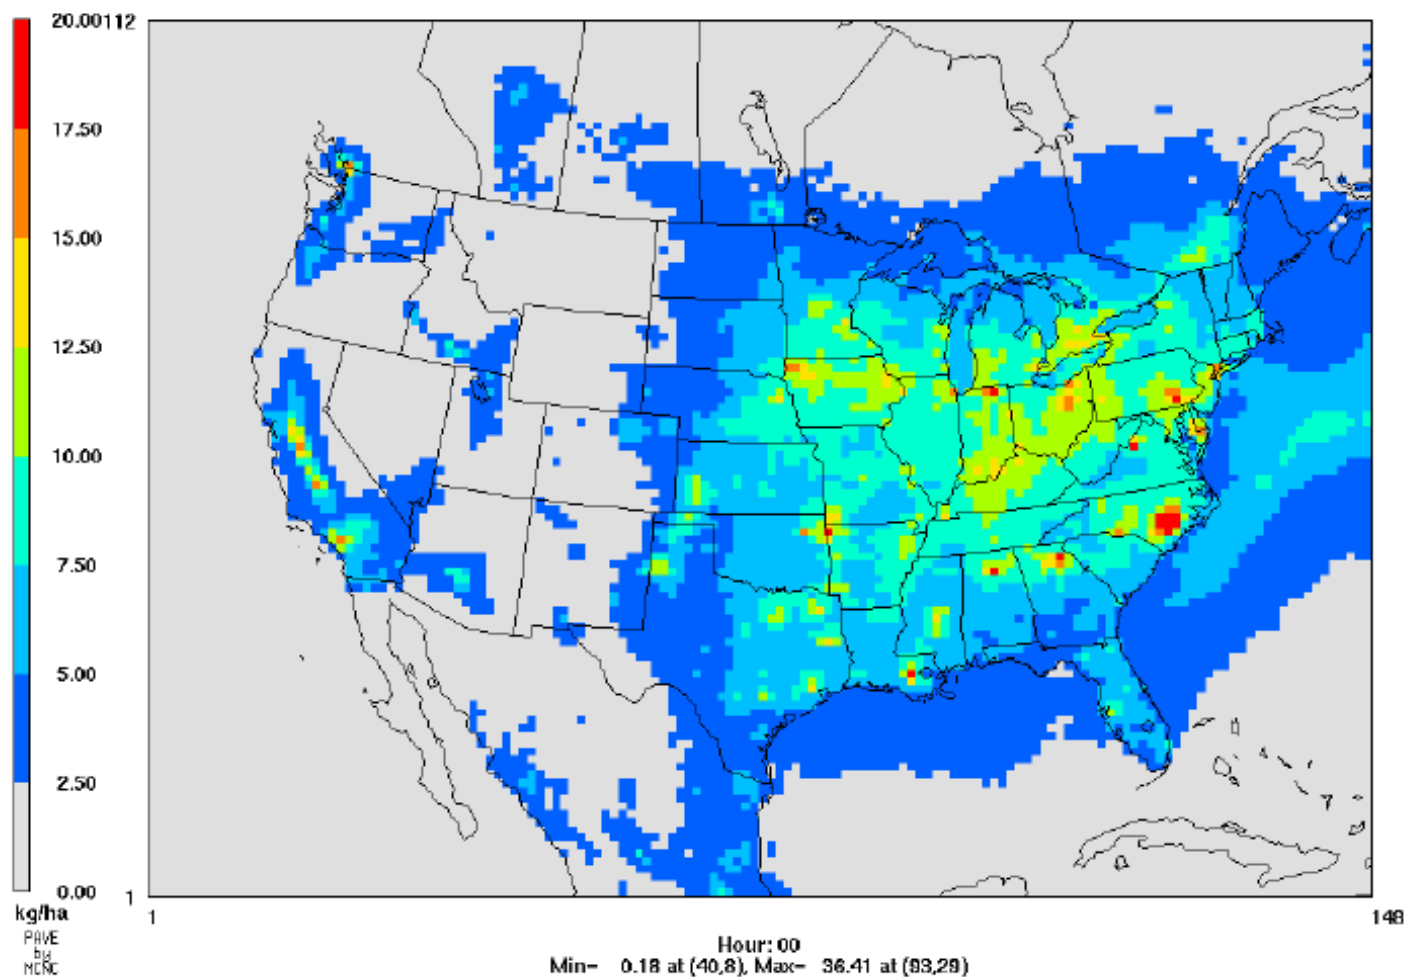 20.00 112
17.50
15.00
12.50
10.00
7.50
5.00
2.50
0.00 1
kg/ha
1 148
PAVE
by
MCNC
Hour: 00
Min= 0.18 at (40,8), Max= 36.41 at (93,29)